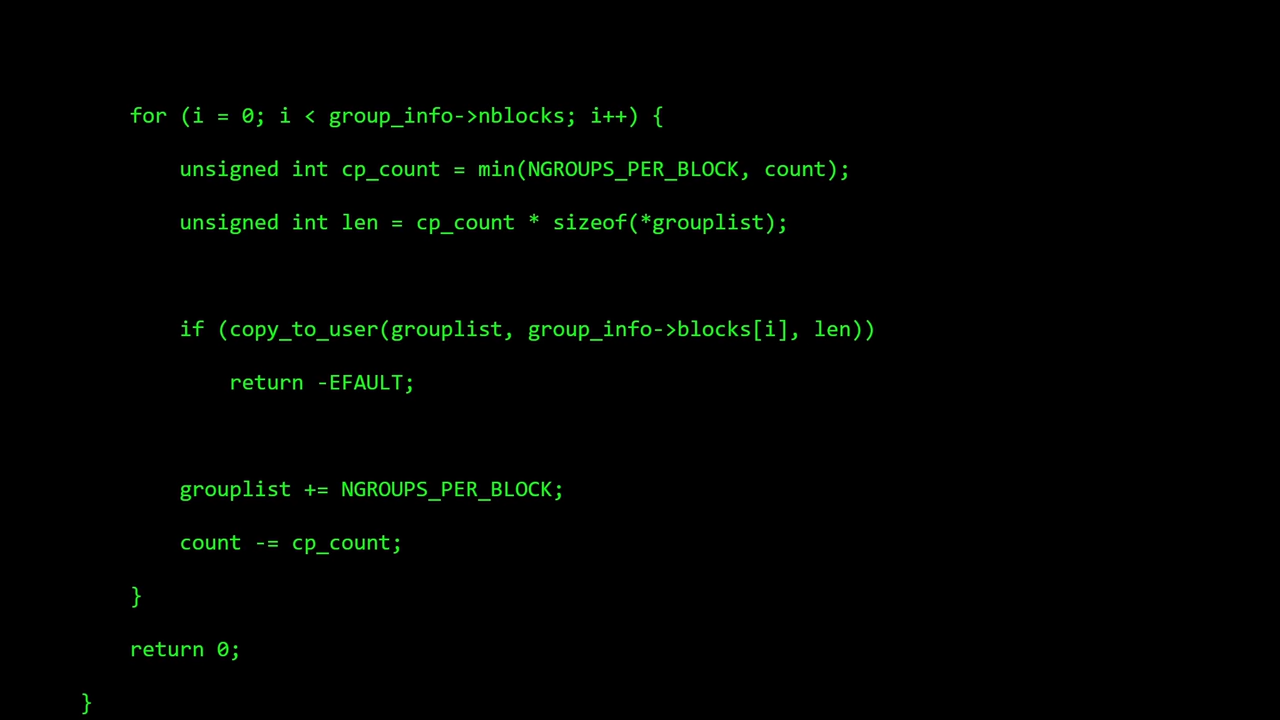 for (i = 0; i < group_info->nblocks; i++) {
unsigned int cp_count = min(NGROUPS_PER_BLOCK, count);
unsigned int len = cp_count * sizeof(*grouplist);
if (copy_to_user(grouplist, group_info->blocks[i], len))
return -EFAULT;
grouplist += NGROUPS_PER_BLOCK;
count -= cp_count;
}
return 0;
}